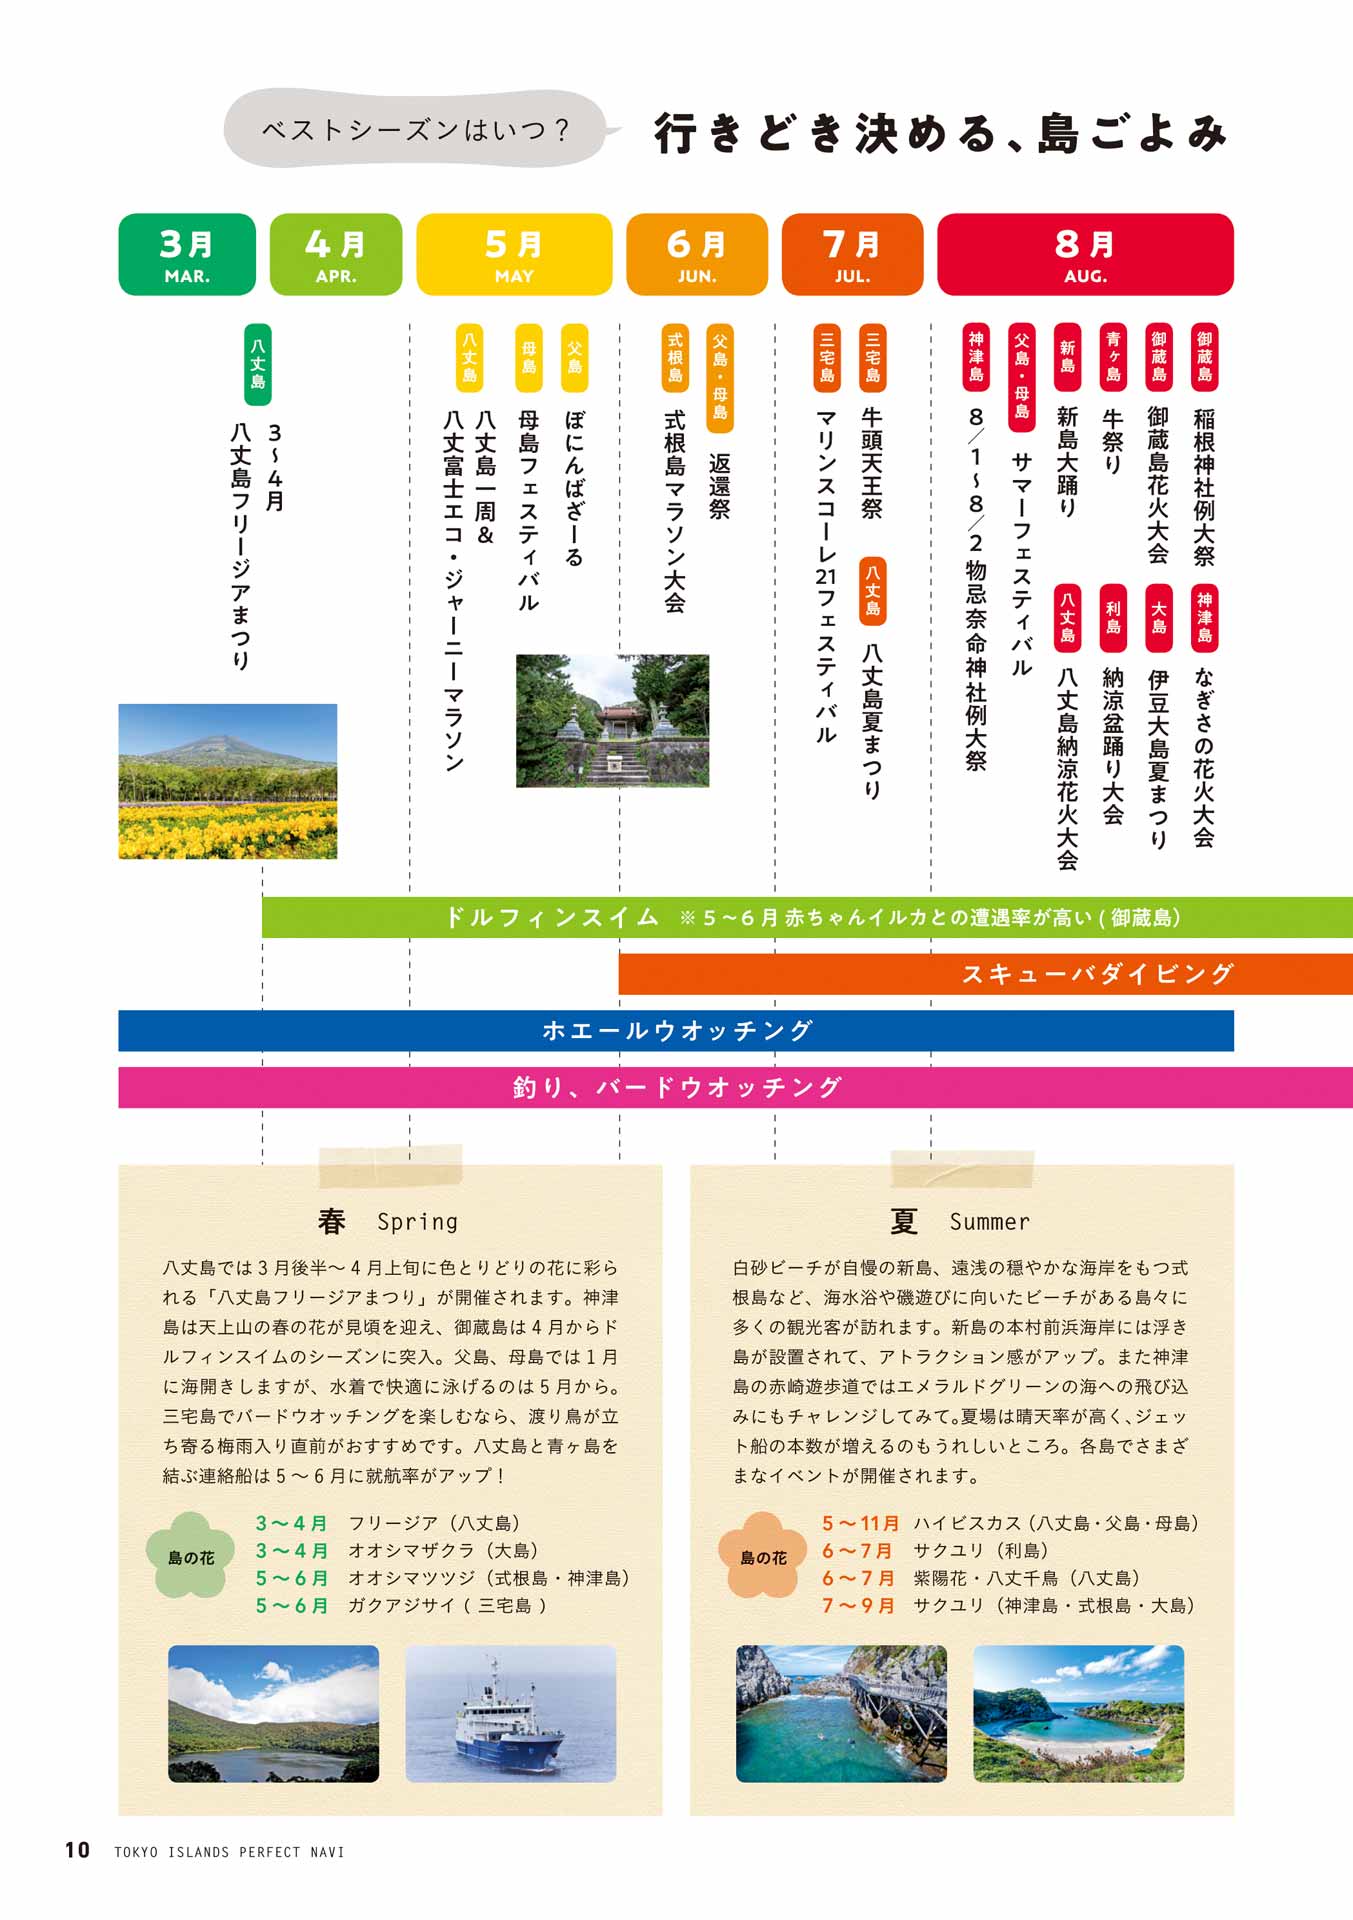 ベストシーズンはいつ？
行きどき決める、島ごよみ
3月
MAR.
4月
APR.
5月
MAY
6月
JUN.
7月
JUL.
8月
AUG.
八丈島
3〜4月
八丈島フリージアまつり
八丈島
八丈島一周＆
八丈富士エコ・ジャーニーマラソン
母島
母島フェスティバル
父島
ぼにんばざーる
式根島
式根島マラソン大会
父島・母島
返還祭
三宅島
マリンスコーレ21フェスティバル
三宅島
牛頭天王祭
八丈島
八丈島夏まつり
神津島
8／1〜8／2 物忌奈命神社例大祭
父島・母島
サマーフェスティバル
新島
新島大踊り
青ヶ島
牛祭り
御蔵島
御蔵島花火大会
御蔵島
稲根神社例大祭
八丈島
八丈島納涼花火大会
利島
納涼盆踊り大会
大島
伊豆大島夏まつり
神津島
なぎさの花火大会
ドルフィンスイム ※5〜6月 赤ちゃんイルカとの遭遇率が高い(御蔵島)
スキューバダイビング
ホエールウオッチング
釣り、バードウオッチング
春 Spring
八丈島では3月後半〜4月上旬に色とりどりの花に彩ら
れる「八丈島フリージアまつり」が開催されます。神津
島は天上山の春の花が見頃を迎え、御蔵島は4月からド
ルフィンスイムのシーズンに突入。父島、母島では1月
に海開きしますが、水着で快適に泳げるのは5月から。
三宅島でバードウオッチングを楽しむなら、渡り鳥が立
ち寄る梅雨入り直前がおすすめです。八丈島と青ヶ島を
結ぶ連絡船は5〜6月に就航率がアップ！
島の花
3〜4月 フリージア（八丈島）
3〜4月 オオシマザクラ（大島）
5〜6月 オオシマツツジ（式根島・神津島）
5〜6月 ガクアジサイ( 三宅島 )
夏 Summer
白砂ビーチが自慢の新島、遠浅の穏やかな海岸をもつ式
根島など、海水浴や磯遊びに向いたビーチがある島々に
多くの観光客が訪れます。新島の本村前浜海岸には浮き
島が設置されて、アトラクション感がアップ。また神津
島の赤崎遊歩道ではエメラルドグリーンの海への飛び込
みにもチャレンジしてみて。夏場は晴天率が高く、ジェッ
ト船の本数が増えるのもうれしいところ。各島でさまざ
まなイベントが開催されます。
島の花
5〜11月 ハイビスカス（八丈島・父島・母島）
6〜7月 サクユリ（利島）
6〜7月 紫陽花・八丈千鳥（八丈島）
7〜9月 サクユリ（神津島・式根島・大島）
10 TOKYO ISLANDS PERFECT NAVI